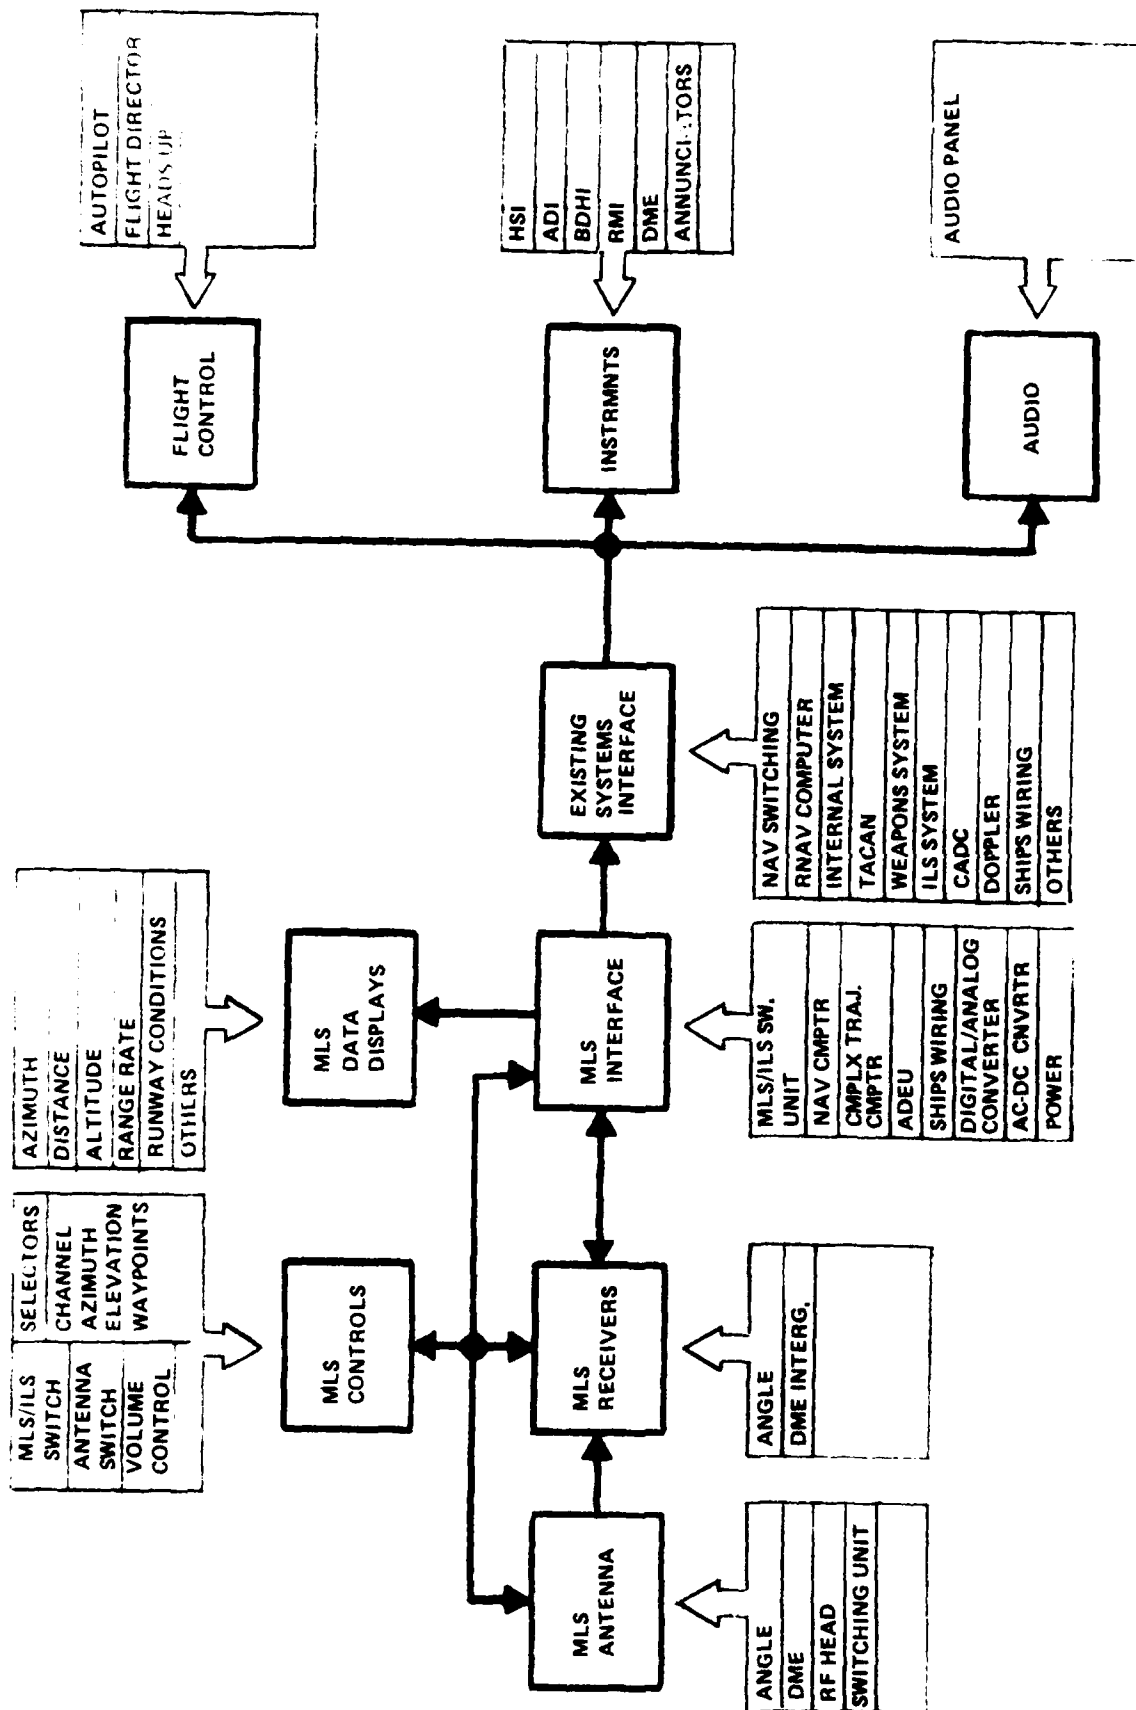 MLS/ILS
SWITCH
ANTENNA
SWITCH
VOLUME
CONTROL
SELECTORS
CHANNEL
AZIMUTH
ELEVATION
WAYPOINTS
AZIMUTH
DISTANCE
ALTITUDE
RANGE RATE
RUNWAY CONDITIONS
OTHERS
MLS
CONTROLS
MLS
DATA
DISPLAYS
MLS
ANTENNA
MLS
RECEIVERS
MLS
INTERFACE
EXISTING
SYSTEMS
INTERFACE
ANGLE
DME
RF HEAD
SWITCHING UNIT
ANGLE
DME INTERG.
MLS/ILS SW.
UNIT
NAV CMPTR
CMPLX TRAJ.
CMPTR
ADEU
SHIPS WIRING
DIGITAL/ANALOG
CONVERTER
AC-DC CNVRTR
POWER
NAV SWITCHING
RNAV COMPUTER
INTERNAL SYSTEM
TACAN
WEAPONS SYSTEM
ILS SYSTEM
CADC
DOPPLER
SHIPS WIRING
OTHERS
FLIGHT
CONTROL
AUTOPILOT
FLIGHT DIRECTOR
HEADS UP
INSTRMNTS
HSI
ADI
BDHI
RMI
DME
ANNUNCIATORS
AUDIO
AUDIO PANEL